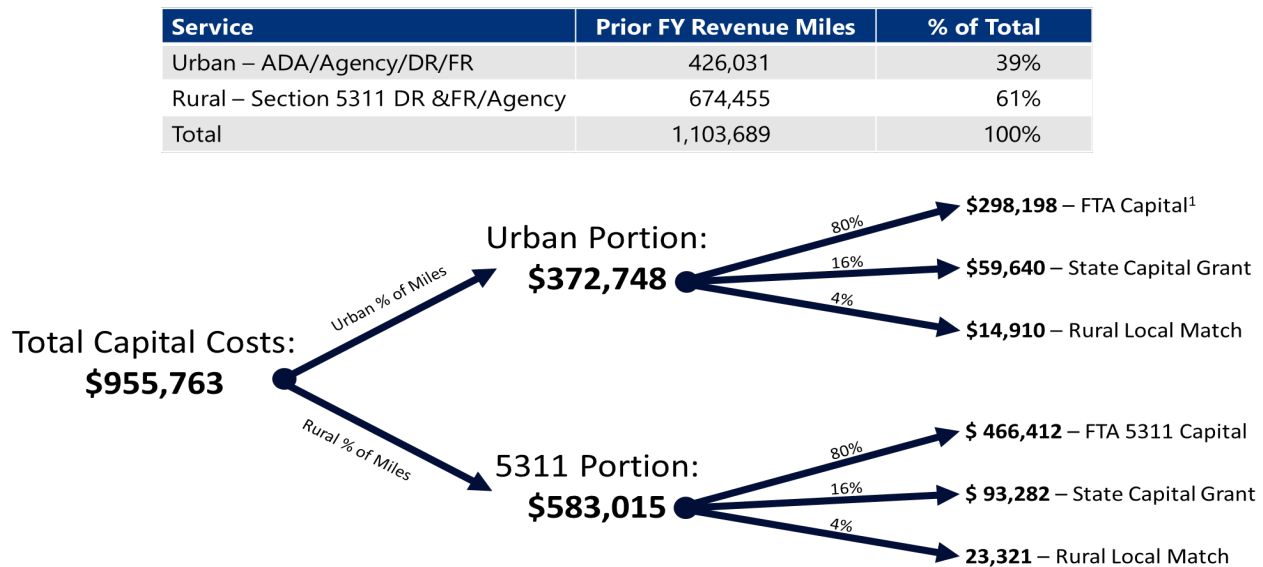 Service Prior FY Revenue Miles % of Total
Urban – ADA/Agency/DR/FR 426,031 39%
Rural – Section 5311 DR &FR/Agency 674,455 61%
Total 1,103,689 100%
Total Capital Costs:
$955,763
Urban % of Miles
Rural % of Miles
Urban Portion:
$372,748
80%
16%
4%
$298,198 – FTA Capital¹
$59,640 – State Capital Grant
$14,910 – Rural Local Match
5311 Portion:
$583,015
80%
16%
4%
$ 466,412 – FTA 5311 Capital
$ 93,282 – State Capital Grant
23,321 – Rural Local Match